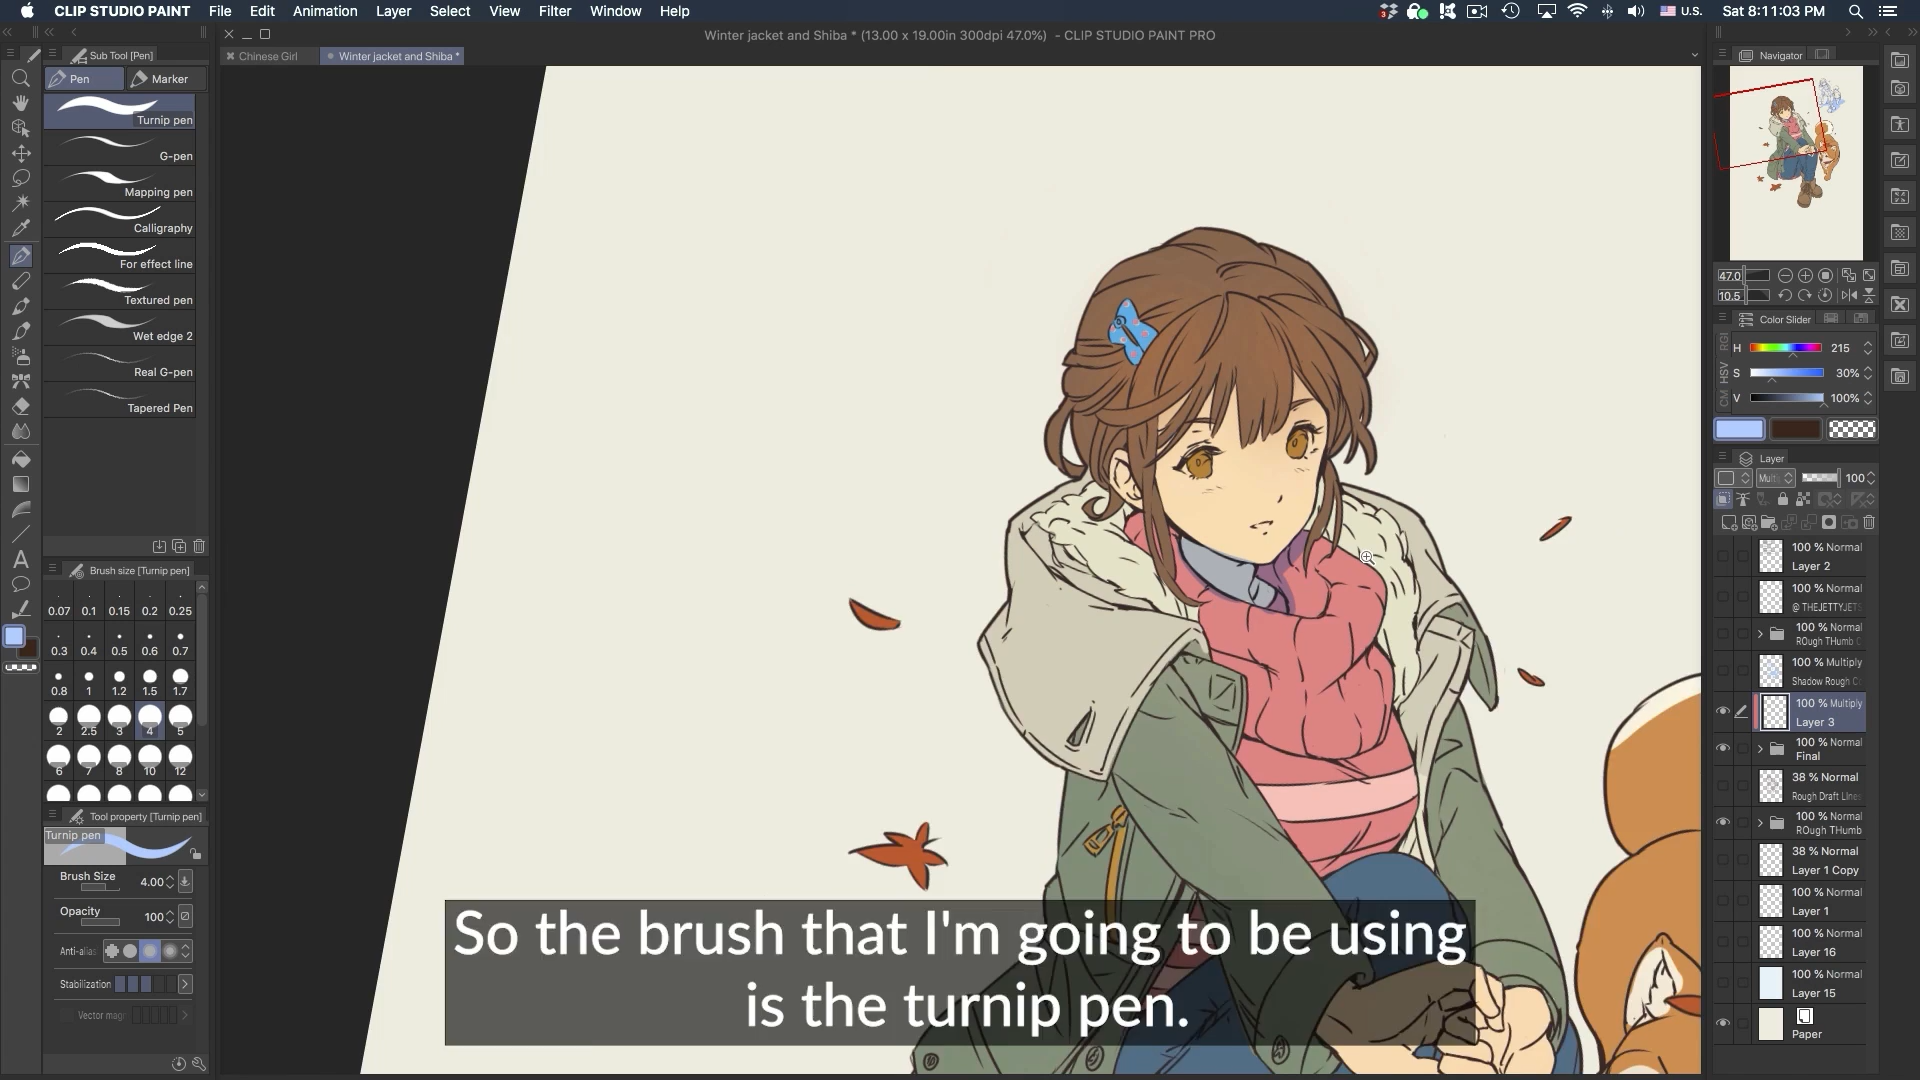 CLIP STUDIO PAINT File Edit Animation Layer Select View Filter Window Help
U.S. Sat 8:11:03 PM
Winter jacket and Shiba * (13.00 x 19.00in 300dpi 47.0%) - CLIP STUDIO PAINT PRO
Sub Tool [Pen]
Chinese Girl
Winter jacket and Shiba *
Pen
Marker
Turnip pen
G-pen
Mapping pen
Calligraphy
For effect line
Textured pen
Wet edge 2
Real G-pen
Tapered Pen
Brush size [Turnip pen]
0.07 0.1 0.15 0.2 0.25
0.3 0.4 0.5 0.6 0.7
0.8 1 1.2 1.5 1.7
2 2.5 3 4 5
6 7 8 10 12
Tool property [Turnip pen]
Turnip pen
Brush Size 4.00
Opacity 100
Anti-alias
Stabilization
Vector mag
So the brush that I'm going to be using
is the turnip pen.
Navigator
47.0
10.5
Color Slider
H 215
S 30%
V 100%
HSV
Layer
Mult 100
100 % Normal
Layer 2
100 % Normal
@ THEJETTYJET
100 % Normal
ROugh THumb C
100 % Multiply
Shadow Rough C
100 % Multiply
Layer 3
100 % Normal
Final
38 % Normal
Rough Draft LInes
100 % Normal
ROugh THumb
38 % Normal
Layer 1 Copy
100 % Normal
Layer 1
100 % Normal
Layer 16
100 % Normal
Layer 15
Paper